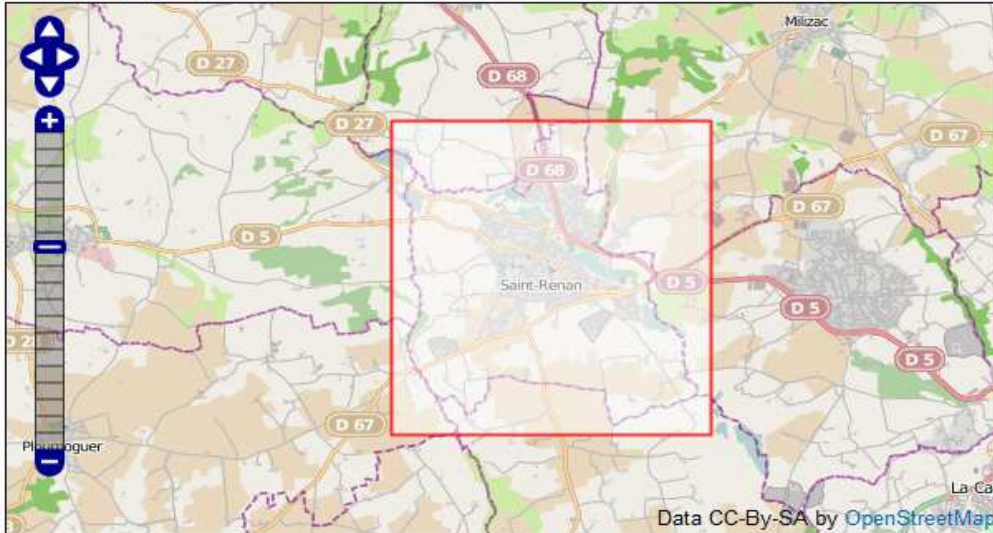 Milizac
D 27
D 68
D 27
D 67
D 68
D 67
D 5
Saint-Renan
D 5
D 5
D 5
D 67
Data CC-By-SA by OpenStreetMap